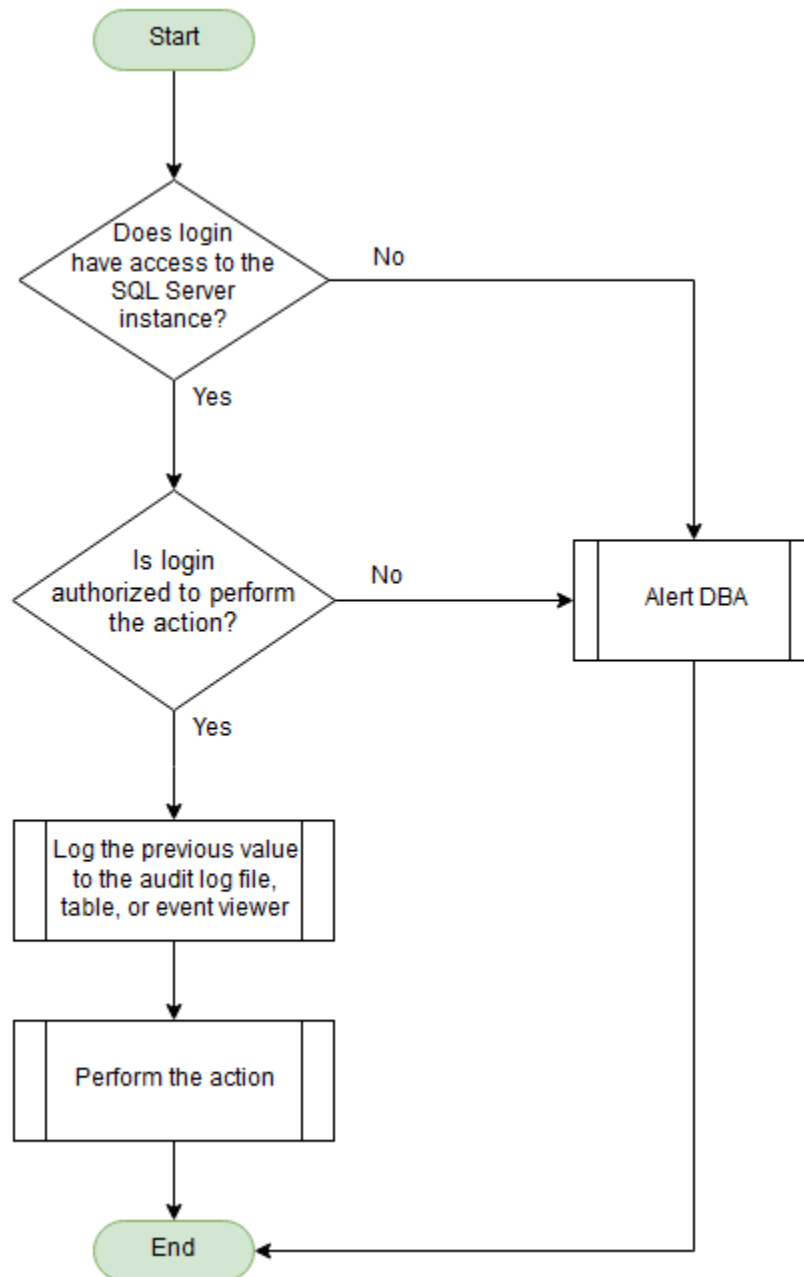 Start
Does login
have access to the
SQL Server
instance?
No
Yes
Is login
authorized to perform
the action?
No
Alert DBA
Yes
Log the previous value
to the audit log file,
table, or event viewer
Perform the action
End